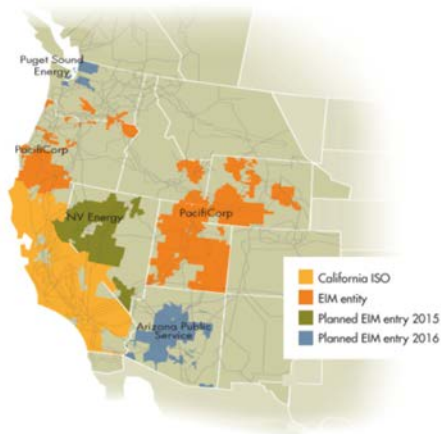 Puget Sound
Energy
PacifiCorp
NV Energy
PacifiCorp
Arizona Public
Service
California ISO
EIM entity
Planned EIM entry 2015
Planned EIM entry 2016